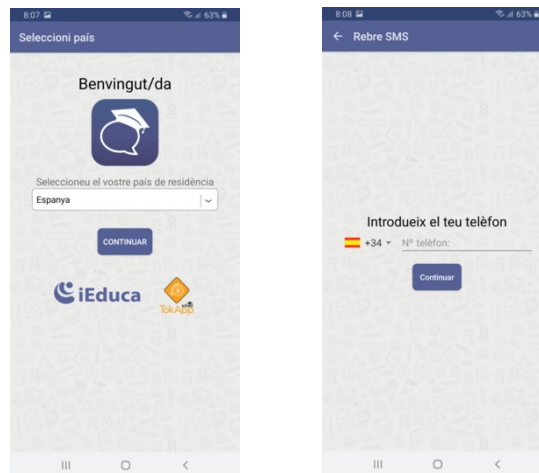 8:07
63%
Seleccioni país
Benvingut/da
Seleccioneu el vostre país de residència
Espanya
CONTINUAR
iEduca
TokApp
8:08
63%
Rebre SMS
Introdueix el teu telèfon
+34
Nº telèfon:
Continuar